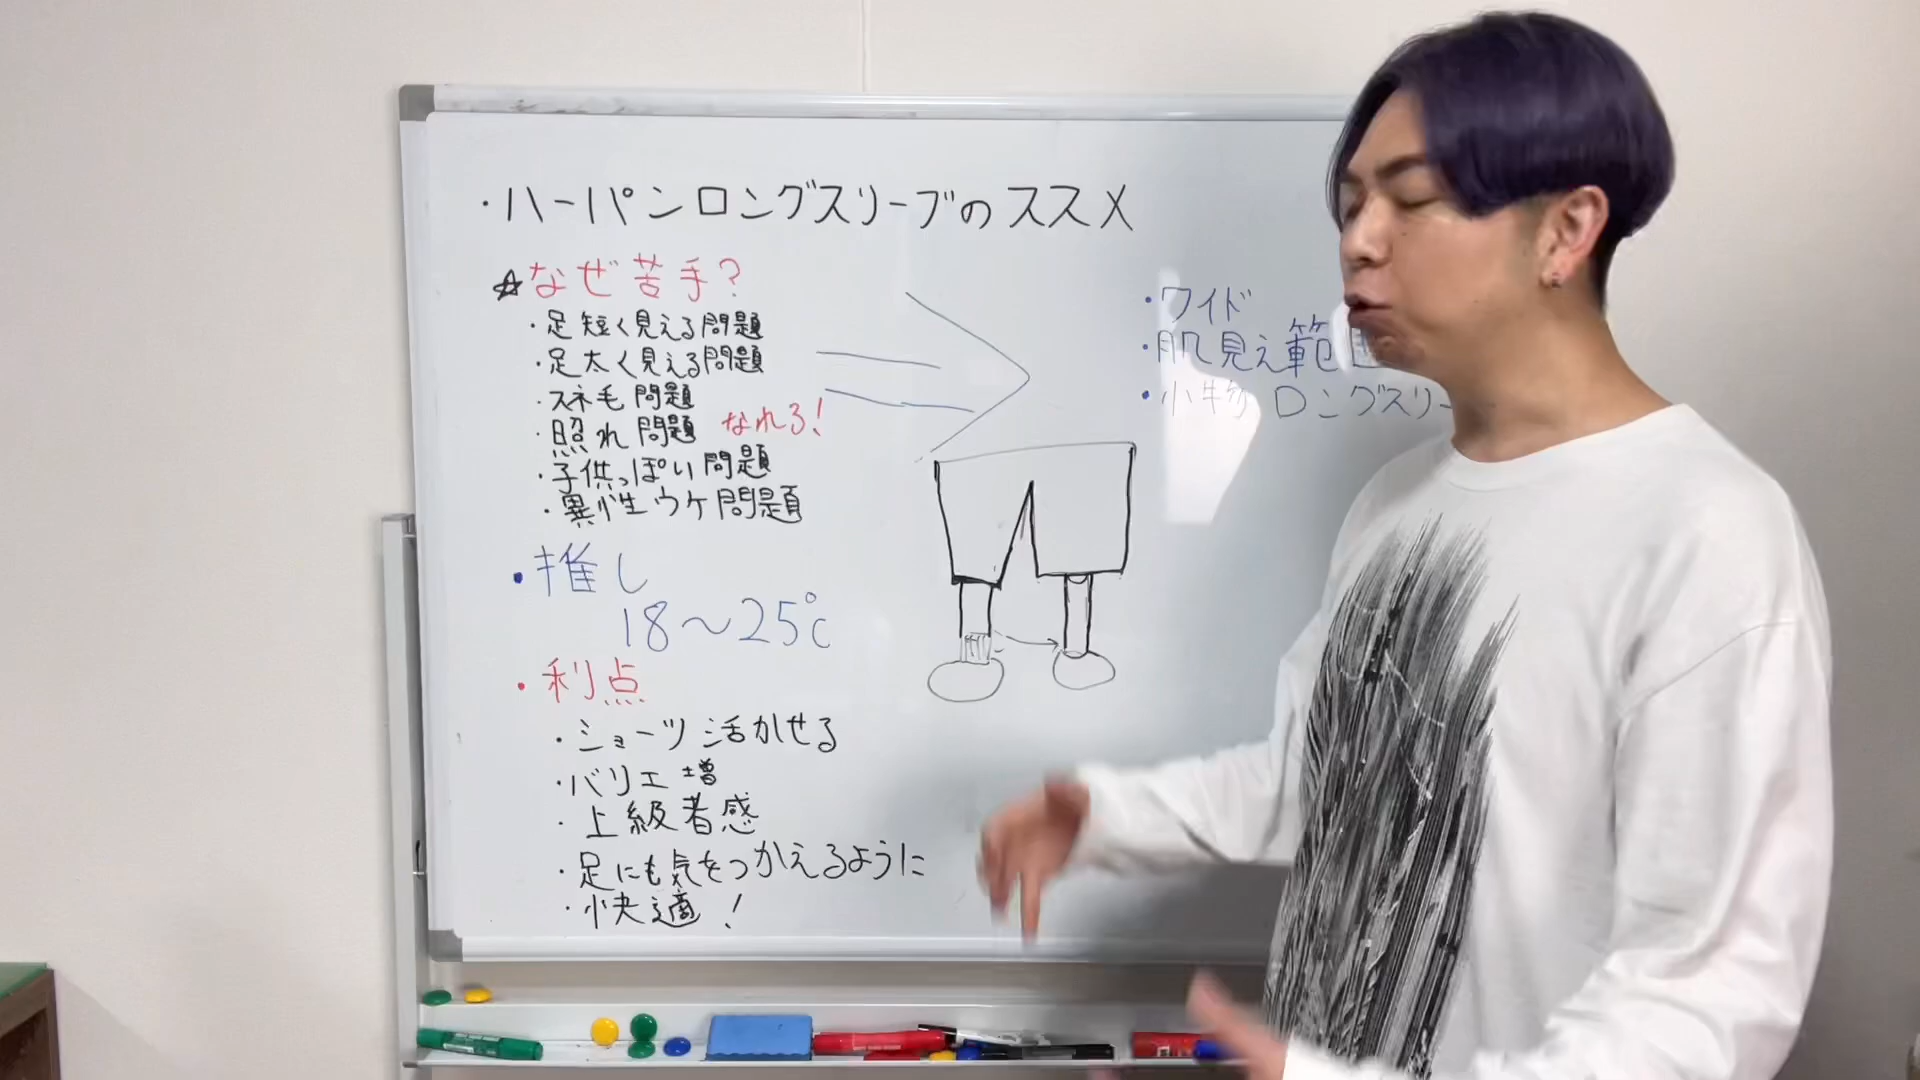 ・ハーパンロングスリーブのススメ
☆なぜ苦手?
・足短く見える問題
・足太く見える問題
・スネ毛問題
・照れ問題 なれろ!
・子供っぽい問題
・異性ウケ問題
・推し
18〜25℃
・利点
・ショーツ活かせる
・バリエ増
・上級者感
・足にも気をつかえるように
・快適!
・ワイド
・肌見え範囲
・小物 ロングスリー